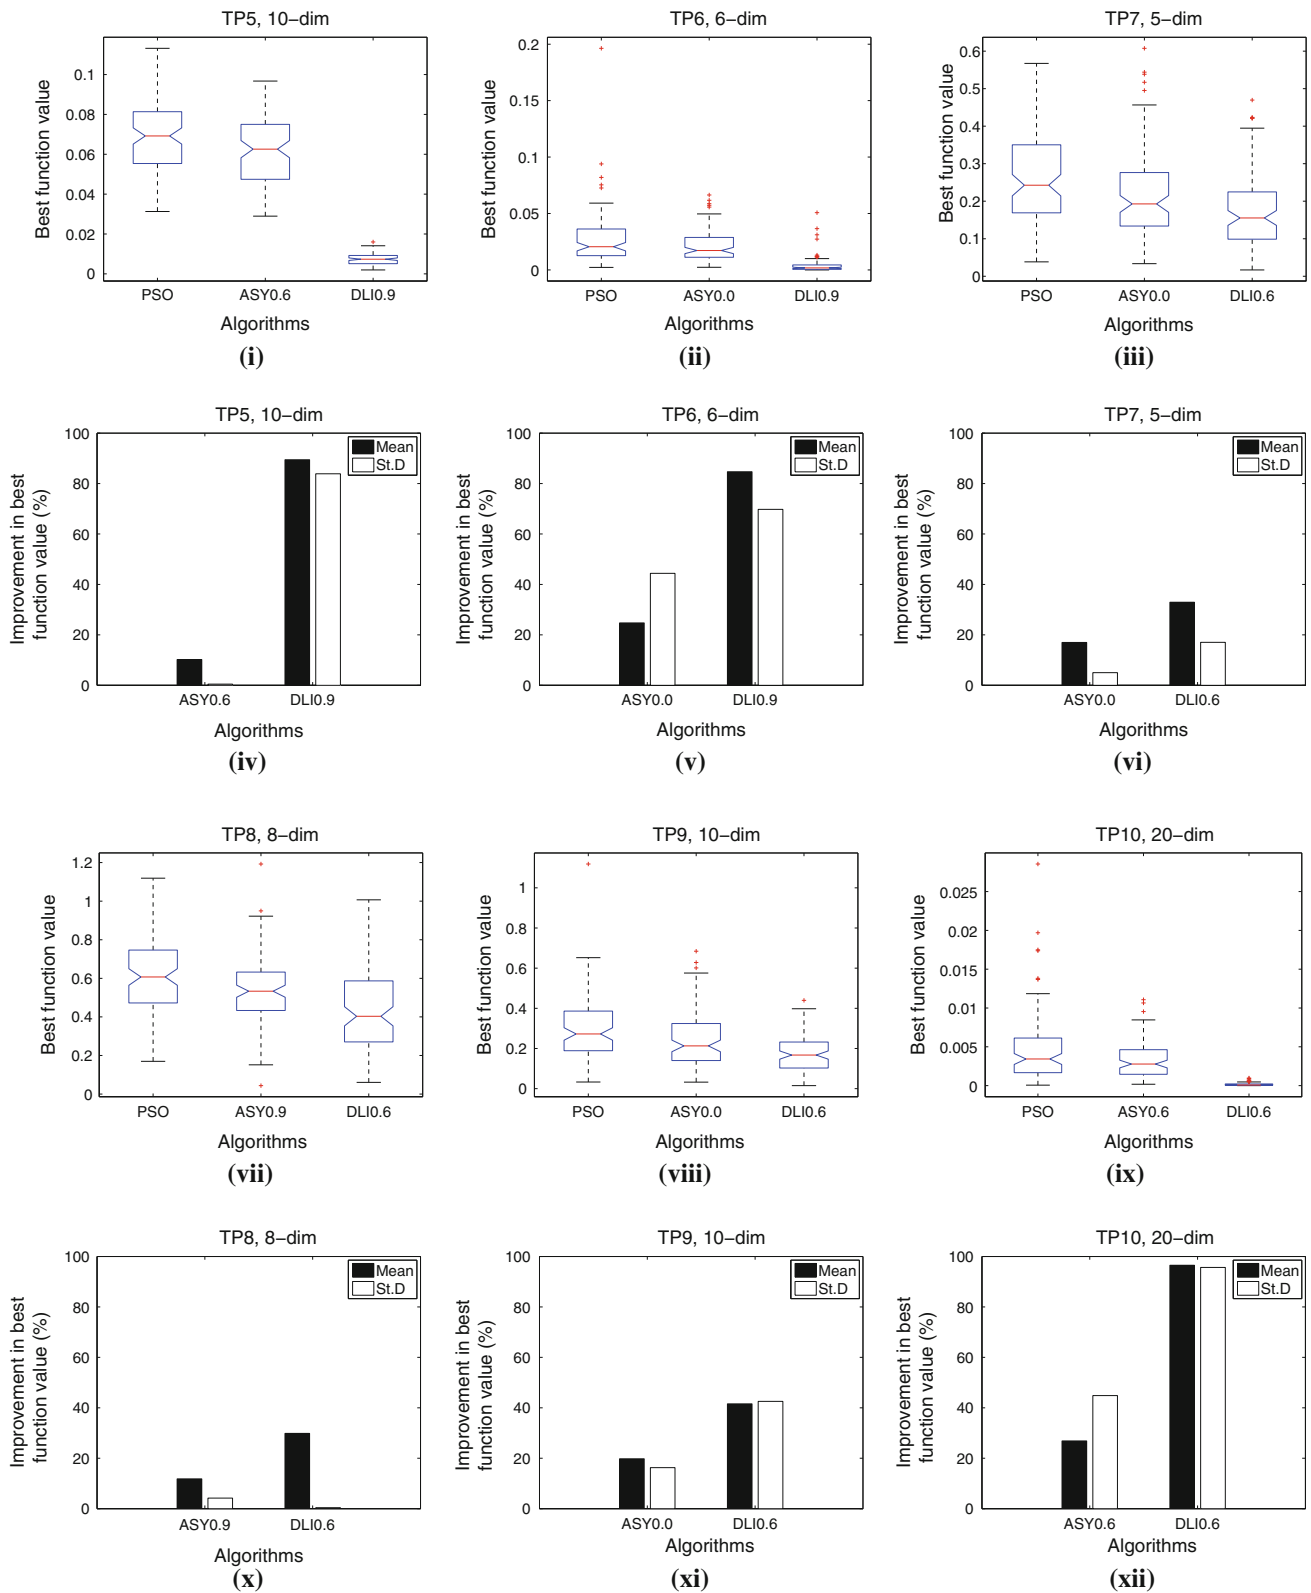 TP5, 10−dim
Best function value
0.1
0.08
0.06
0.04
0.02
0
PSO ASY0.6 DLI0.9
Algorithms
(i)
TP6, 6−dim
Best function value
0.2
0.15
0.1
0.05
0
PSO ASY0.0 DLI0.9
Algorithms
(ii)
TP7, 5−dim
Best function value
0.6
0.5
0.4
0.3
0.2
0.1
0
PSO ASY0.0 DLI0.6
Algorithms
(iii)
TP5, 10−dim
Improvement in best
function value (%)
100
80
60
40
20
0
Mean
St.D
ASY0.6 DLI0.9
Algorithms
(iv)
TP6, 6−dim
Improvement in best
function value (%)
100
80
60
40
20
0
Mean
St.D
ASY0.0 DLI0.9
Algorithms
(v)
TP7, 5−dim
Improvement in best
function value (%)
100
80
60
40
20
0
Mean
St.D
ASY0.0 DLI0.6
Algorithms
(vi)
TP8, 8−dim
Best function value
1.2
1
0.8
0.6
0.4
0.2
0
PSO ASY0.9 DLI0.6
Algorithms
(vii)
TP9, 10−dim
Best function value
1
0.8
0.6
0.4
0.2
0
PSO ASY0.0 DLI0.6
Algorithms
(viii)
TP10, 20−dim
Best function value
0.025
0.02
0.015
0.01
0.005
0
PSO ASY0.6 DLI0.6
Algorithms
(ix)
TP8, 8−dim
Improvement in best
function value (%)
100
80
60
40
20
0
Mean
St.D
ASY0.9 DLI0.6
Algorithms
(x)
TP9, 10−dim
Improvement in best
function value (%)
100
80
60
40
20
0
Mean
St.D
ASY0.0 DLI0.6
Algorithms
(xi)
TP10, 20−dim
Improvement in best
function value (%)
100
80
60
40
20
0
Mean
St.D
ASY0.6 DLI0.6
Algorithms
(xii)